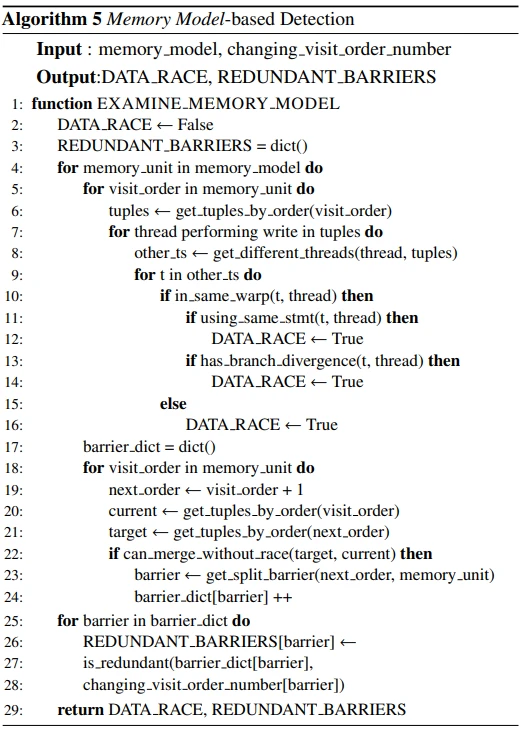 Algorithm 5 Memory Model-based Detection
Input : memory_model, changing_visit_order_number
Output:DATA_RACE, REDUNDANT_BARRIERS
1: function EXAMINE_MEMORY_MODEL
2: DATA_RACE ← False
3: REDUNDANT_BARRIERS = dict()
4: for memory_unit in memory_model do
5: for visit_order in memory_unit do
6: tuples ← get_tuples_by_order(visit_order)
7: for thread performing write in tuples do
8: other_ts ← get_different_threads(thread, tuples)
9: for t in other_ts do
10: if in_same_warp(t, thread) then
11: if using_same_stmt(t, thread) then
12: DATA_RACE ← True
13: if has_branch_divergence(t, thread) then
14: DATA_RACE ← True
15: else
16: DATA_RACE ← True
17: barrier_dict = dict()
18: for visit_order in memory_unit do
19: next_order ← visit_order + 1
20: current ← get_tuples_by_order(visit_order)
21: target ← get_tuples_by_order(next_order)
22: if can_merge_without_race(target, current) then
23: barrier ← get_split_barrier(next_order, memory_unit)
24: barrier_dict[barrier] ++
25: for barrier in barrier_dict do
26: REDUNDANT_BARRIERS[barrier] ←
27: is_redundant(barrier_dict[barrier],
28: changing_visit_order_number[barrier])
29: return DATA_RACE, REDUNDANT_BARRIERS